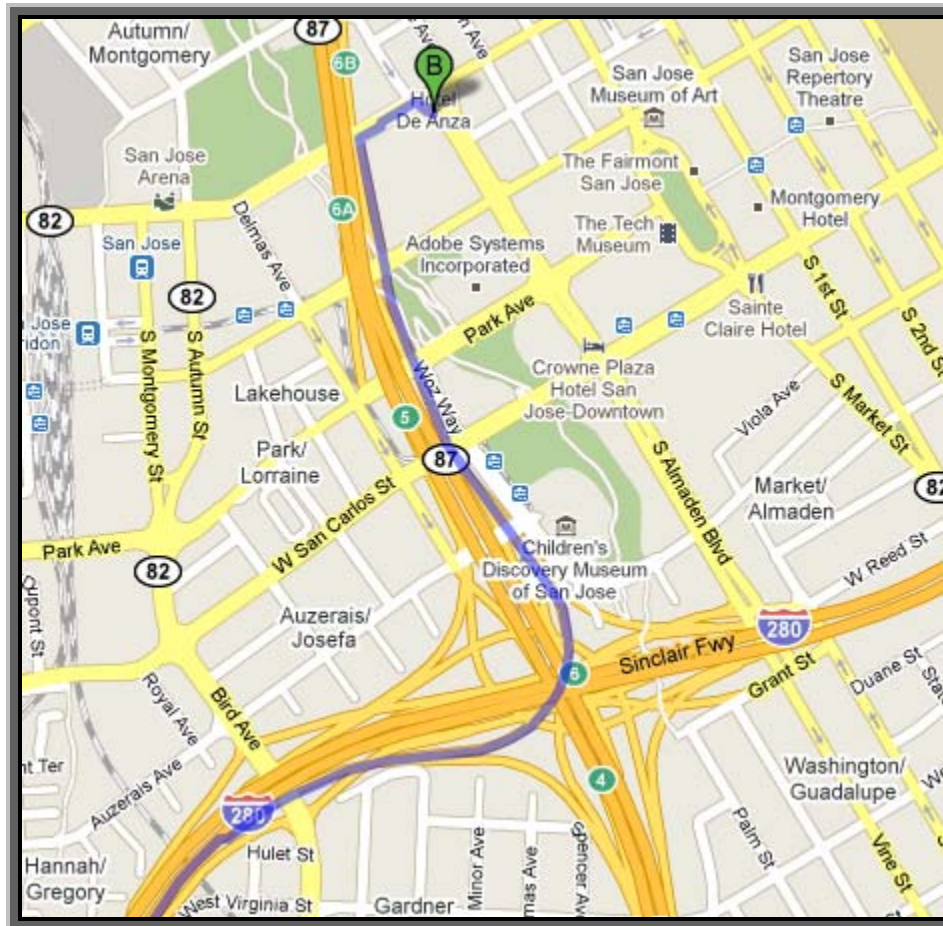 Autumn/
Montgomery
87
6B
B
Hotel
De Anza
San Jose
Museum of Art
San Jose
Repertory
Theatre
San Jose
Arena
6A
The Fairmont
San Jose
82
Delmas Ave
Montgomery
Hotel
San Jose
Adobe Systems
Incorporated
The Tech
Museum
82
S 1st St
S 2nd St
Sainte
Claire Hotel
Park Ave
S Montgomery St
S Autumn St
Crowne Plaza
Hotel San
Jose-Downtown
Lakehouse
Woz Way
5
Viola Ave
S Market St
Park/
Lorraine
87
S Almaden Blvd
Market/
Almaden
82
W San Carlos St
Park Ave
82
Children's
Discovery Museum
of San Jose
W Reed St
Auzerais/
Josefa
280
Sinclair Fwy
6
Grant St
Duane St
Royal Ave
Bird Ave
4
Washington/
Guadalupe
Auzerais Ave
280
Hulet St
Minor Ave
Spencer Ave
Palm St
Vine St
Hannah/
Gregory
West Virginia St
Gardner